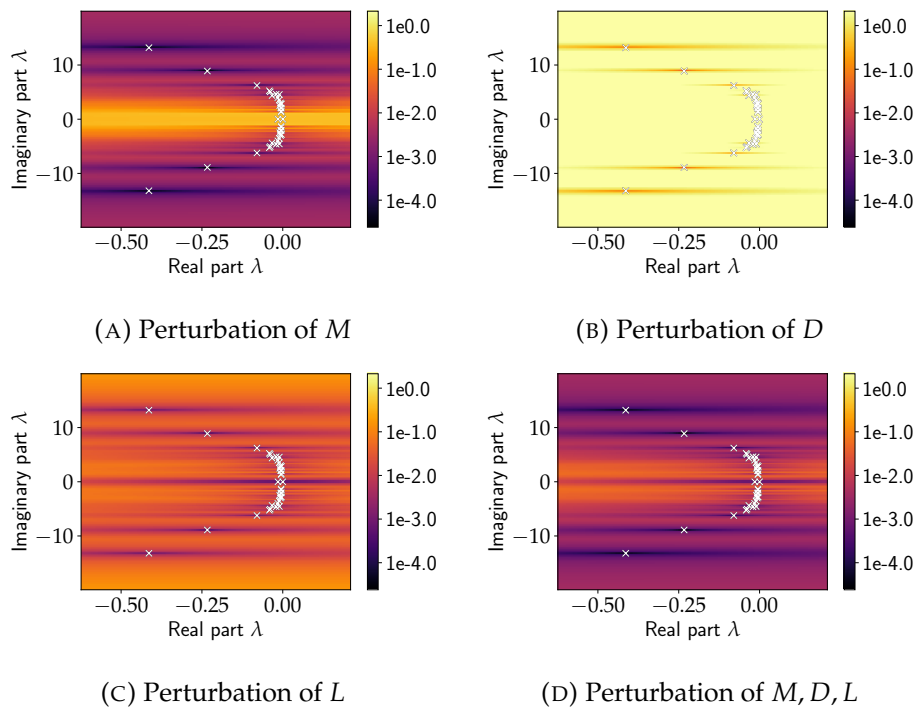 1e0.0
1e-1.0
1e-2.0
1e-3.0
1e-4.0
10
0
−10
Imaginary part λ
−0.50 −0.25 0.00
Real part λ
(A) Perturbation of M
1e0.0
1e-1.0
1e-2.0
1e-3.0
1e-4.0
10
0
−10
Imaginary part λ
−0.50 −0.25 0.00
Real part λ
(B) Perturbation of D
1e0.0
1e-1.0
1e-2.0
1e-3.0
1e-4.0
10
0
−10
Imaginary part λ
−0.50 −0.25 0.00
Real part λ
(C) Perturbation of L
1e0.0
1e-1.0
1e-2.0
1e-3.0
1e-4.0
10
0
−10
Imaginary part λ
−0.50 −0.25 0.00
Real part λ
(D) Perturbation of M, D, L